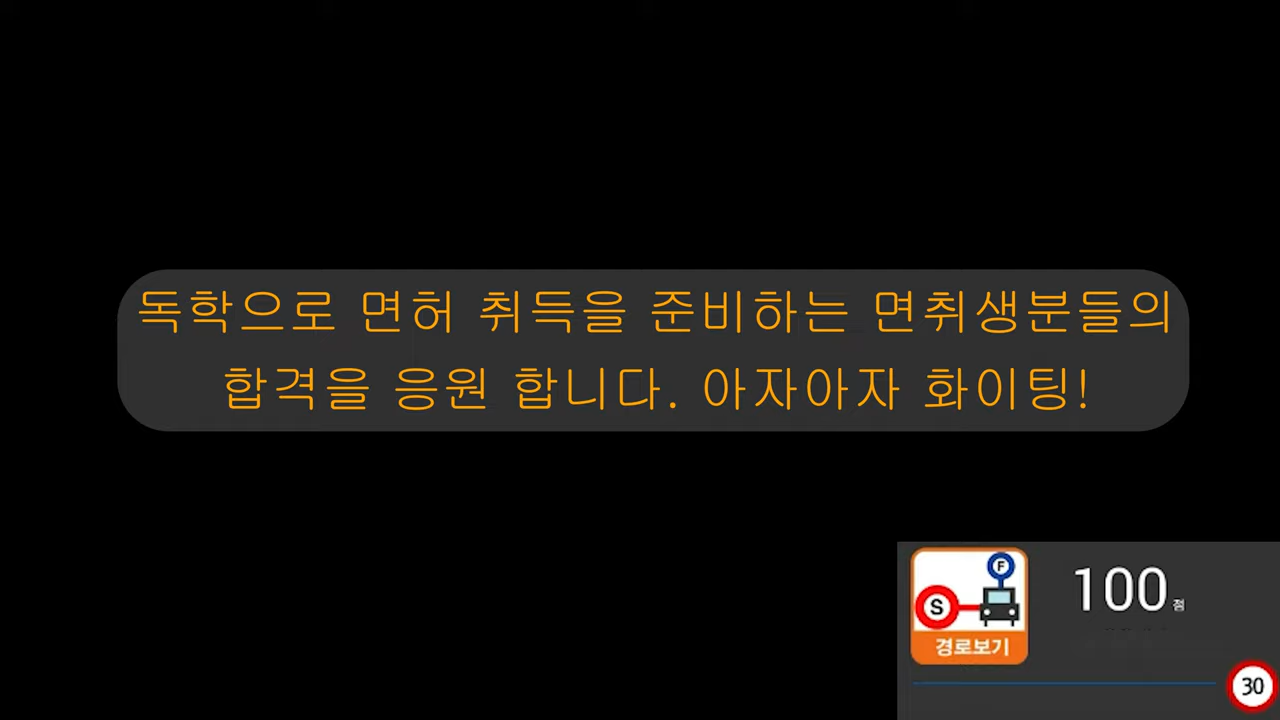 독학으로 면허 취득을 준비하는 면취생분들의
합격을 응원 합니다. 아자아자 화이팅!
F
S
경로보기
100점
30